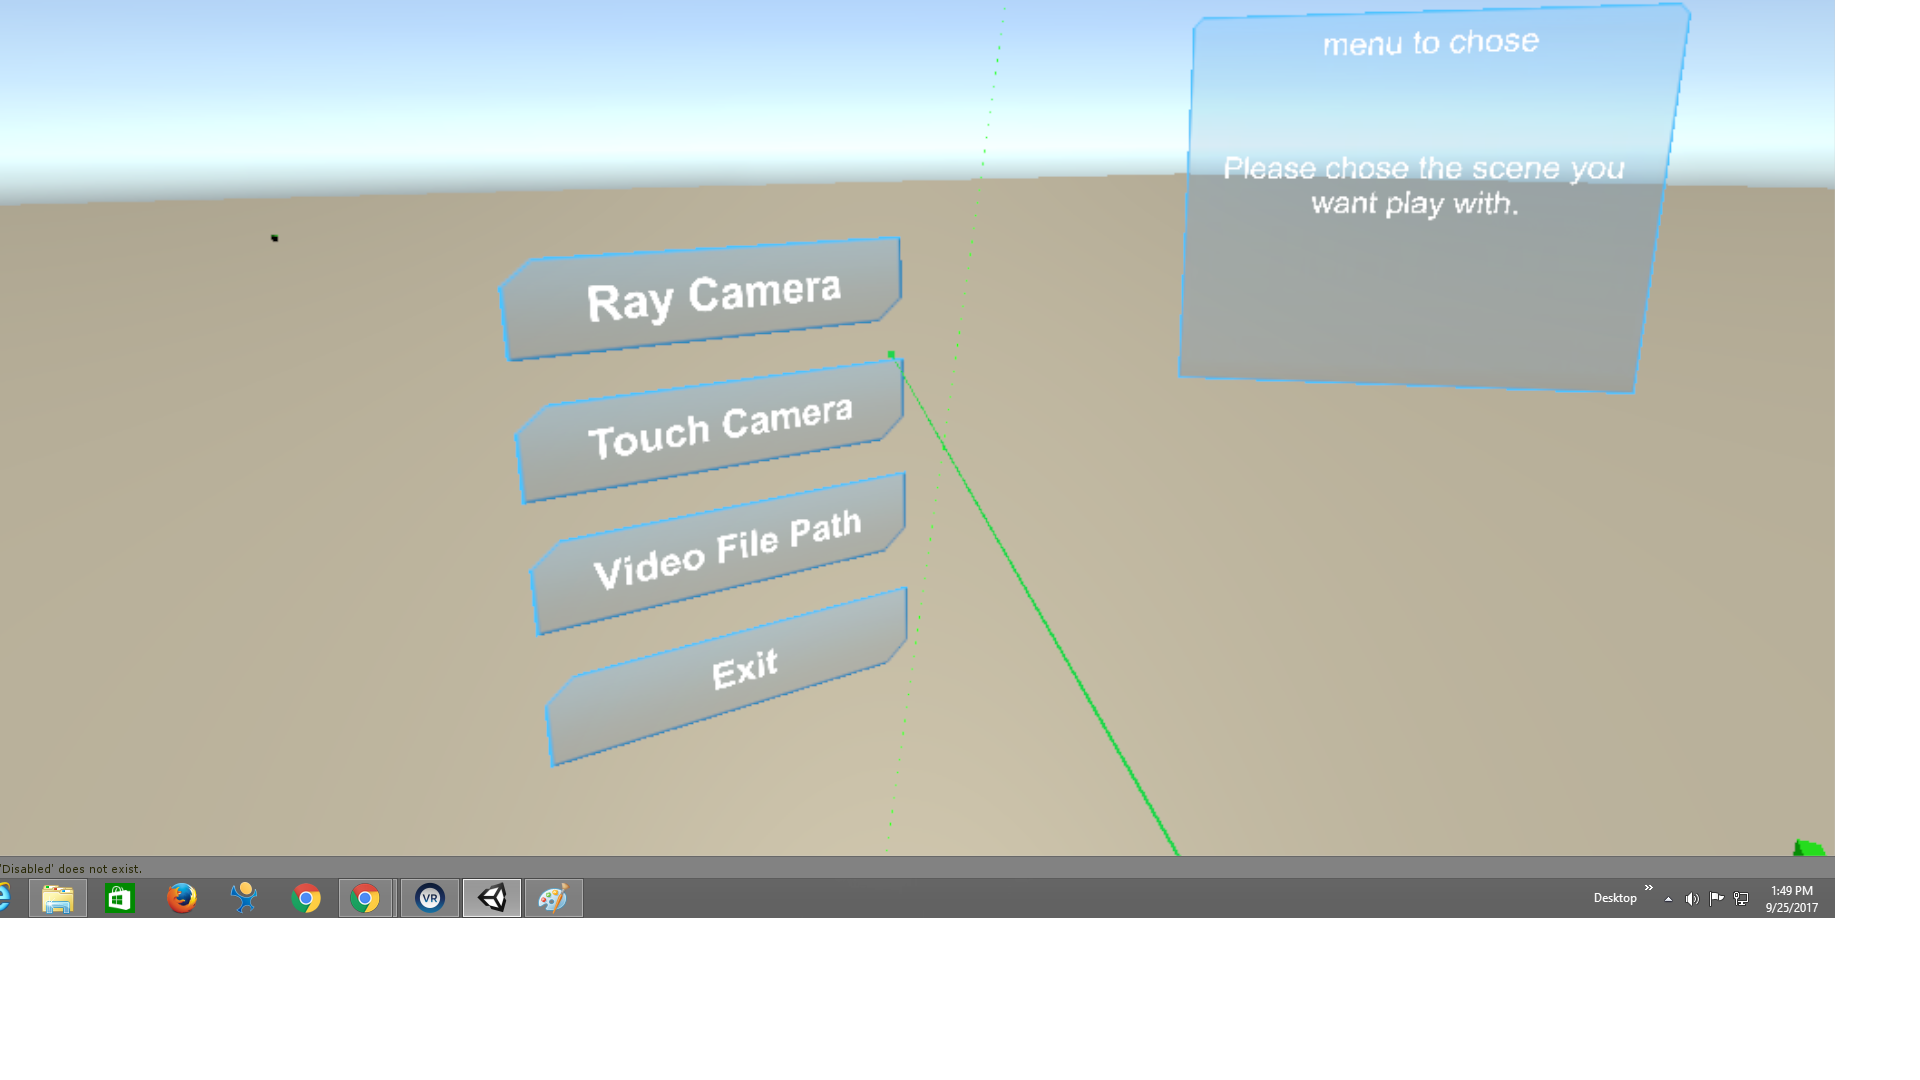 menu to chose
Please chose the scene you
want play with.
Ray Camera
Touch Camera
Video File Path
Exit
'Disabled' does not exist.
VR
Desktop
1:49 PM
9/25/2017